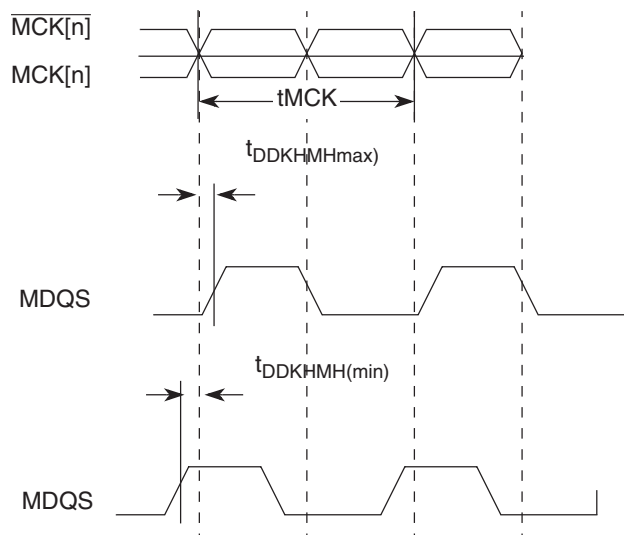 MCK[n]
MCK[n]
tMCK
tDDKHMHmax)
MDQS
tDDKHMH(min)
MDQS